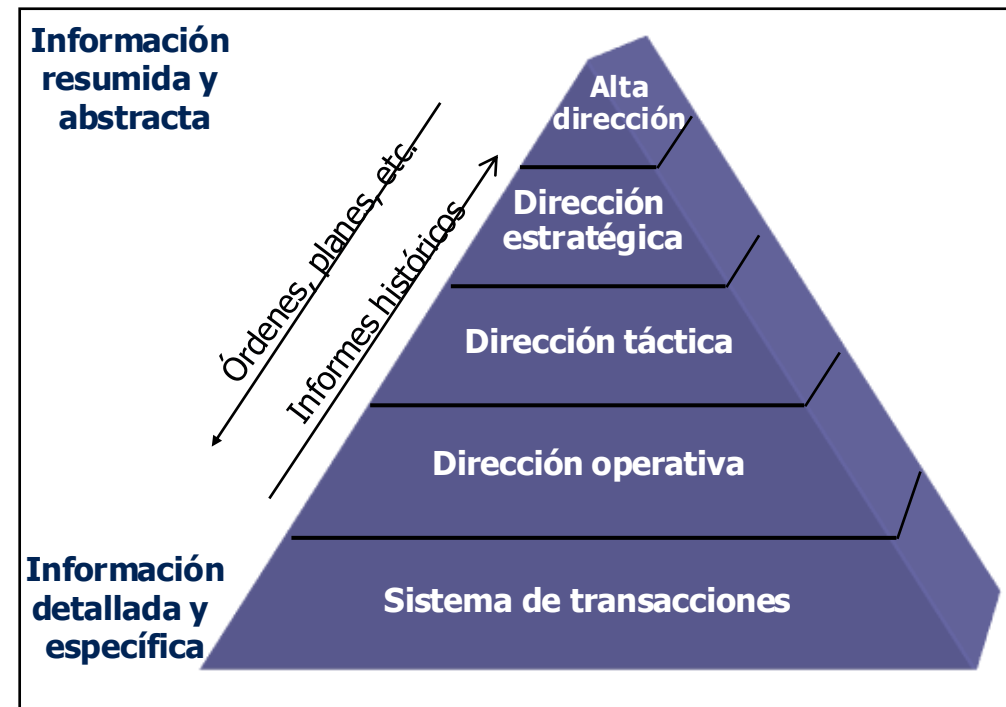 Información
resumida y
abstracta
Alta
dirección
Órdenes, planes, etc.
Informes históricos
Dirección
estratégica
Dirección táctica
Dirección operativa
Información
detallada y
específica
Sistema de transacciones